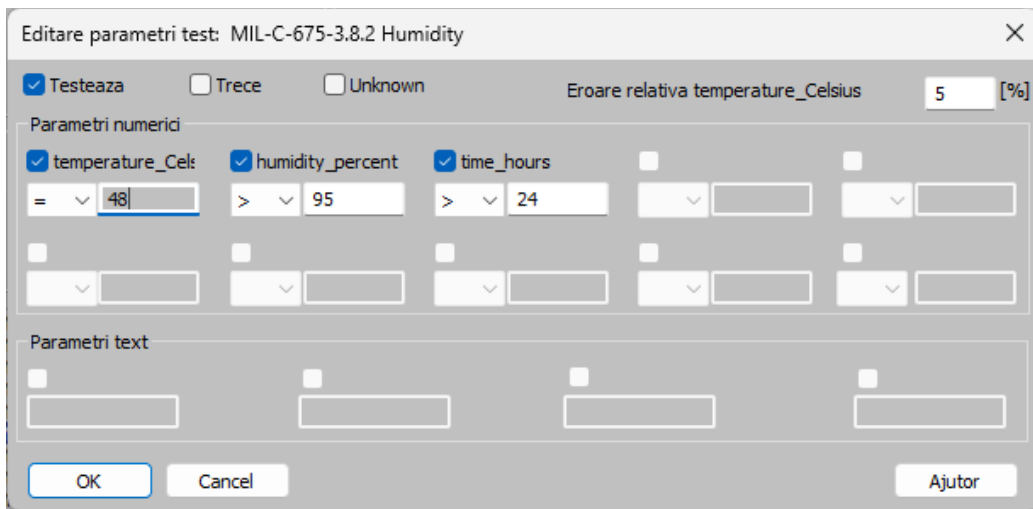 Editare parametri test: MIL-C-675-3.8.2 Humidity
Testeaza Trece Unknown Eroare relativa temperature_Celsius 5 [%]
Parametri numerici
temperature_Cels humidity_percent time_hours
= 48 > 95 > 24
Parametri text
OK Cancel Ajutor